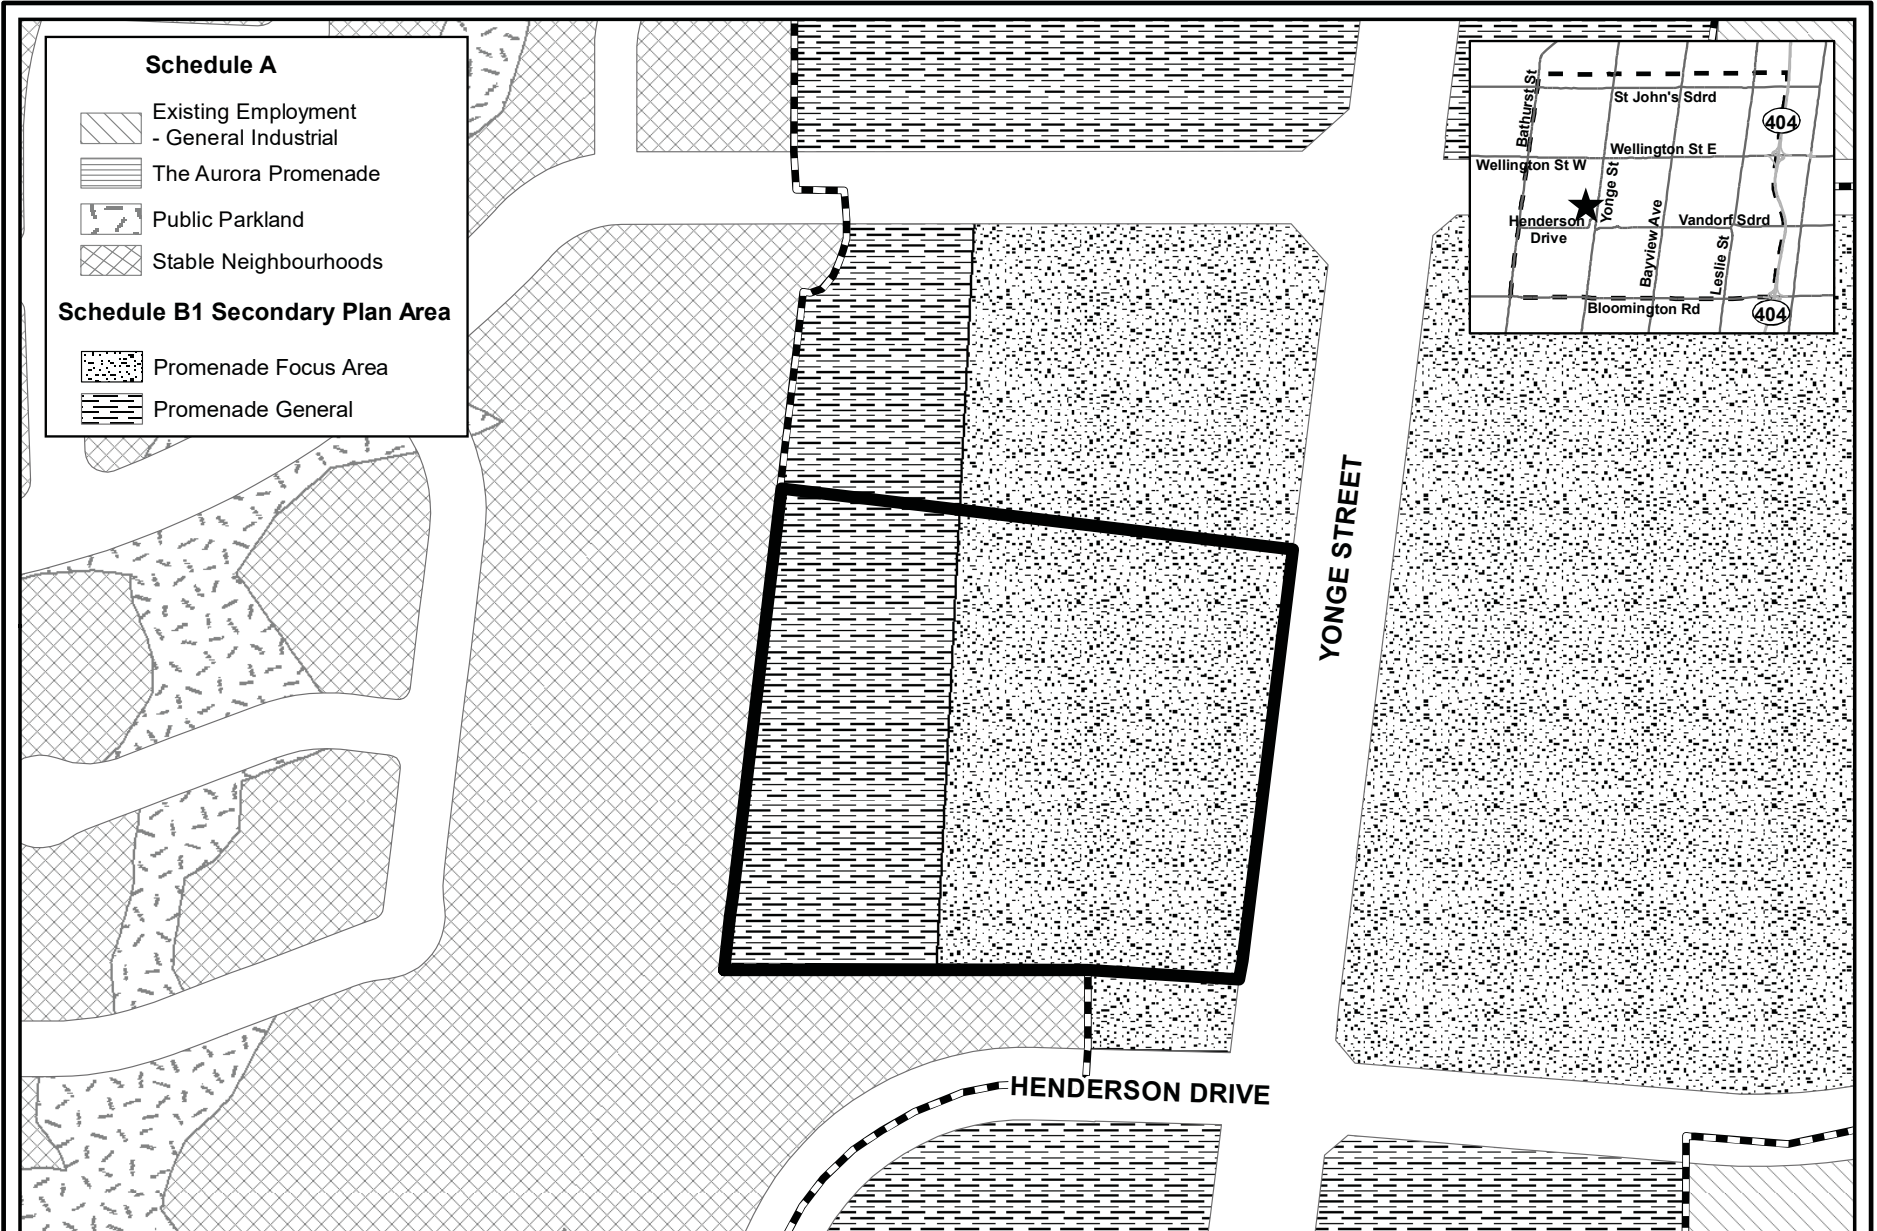 Schedule A
Existing Employment
- General Industrial
The Aurora Promenade
Public Parkland
Stable Neighbourhoods
Schedule B1 Secondary Plan Area
Promenade Focus Area
Promenade General
Bathurst St
St John's Sdrd
404
Wellington St E
Wellington St W
Yonge St
Henderson
Drive
Bayview Ave
Vandorf Sdrd
Leslie St
Bloomington Rd
404
YONGE STREET
HENDERSON DRIVE